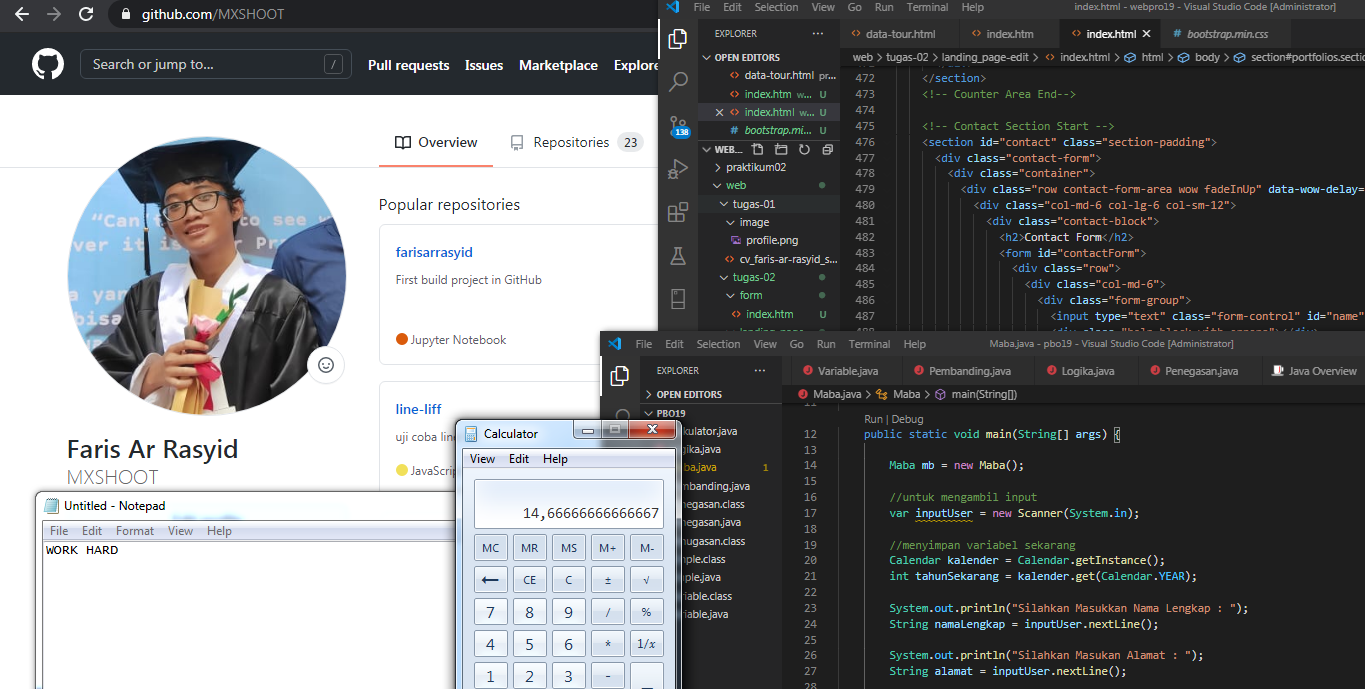 github.com/MXSHOOT
Search or jump to...
/
Pull requests Issues Marketplace Explore
Overview
Repositories 23
"Can
to see w
ver it is
r Pr
Popular repositories
farisarrasyid
First build project in GitHub
Jupyter Notebook
line-liff
uji coba line
JavaScrip
Faris Ar Rasyid
MXSHOOT
Untitled - Notepad
File Edit Format View Help
WORK HARD
Calculator
View Edit Help
14,66666666666667
MC MR MS M+ M-
← CE C ± √
7 8 9 / %
4 5 6 * 1/x
1 2 3 -
File Edit Selection View Go Run Terminal Help
index.html - webpro19 - Visual Studio Code [Administrator]
EXPLORER ...
OPEN EDITORS
data-tour.html pr...
index.htm w... U
index.html w... U
# bootstrap.mi... U
138
WEB...
praktikum02
web
tugas-01
image
profile.png
cv_faris-ar-rasyid_s...
tugas-02
form
index.htm U
data-tour.html
index.htm
index.html
# bootstrap.min.css
web > tugas-02 > landing_page-edit > index.html > html > body > section#portfolios.section
472 </section>
473 <!-- Counter Area End-->
474
475 <!-- Contact Section Start -->
476 <section id="contact" class="section-padding">
477 <div class="contact-form">
478 <div class="container">
479 <div class="row contact-form-area wow fadeInUp" data-wow-delay=
480 <div class="col-md-6 col-lg-6 col-sm-12">
481 <div class="contact-block">
482 <h2>Contact Form</h2>
483 <form id="contactForm">
484 <div class="row">
485 <div class="col-md-6">
486 <div class="form-group">
487 <input type="text" class="form-control" id="name"
File Edit Selection View Go Run Terminal Help
Maba.java - pbo19 - Visual Studio Code [Administrator]
EXPLORER ...
OPEN EDITORS
PBO19
kulator.java
gika.java
ba.java 1
mbanding.java
negasan.class
negasan.java
nugasan.class
mple.class
mple.java
riable.class
riable.java
Variable.java
Pembanding.java
Logika.java
Penegasan.java
Java Overview
Maba.java > Maba > main(String[])
Run | Debug
12 public static void main(String[] args) {
13
14 Maba mb = new Maba();
15
16 //untuk mengambil input
17 var inputUser = new Scanner(System.in);
18
19 //menyimpan variabel sekarang
20 Calendar kalender = Calendar.getInstance();
21 int tahunSekarang = kalender.get(Calendar.YEAR);
22
23 System.out.println("Silahkan Masukkan Nama Lengkap : ");
24 String namaLengkap = inputUser.nextLine();
25
26 System.out.println("Silahkan Masukan Alamat : ");
27 String alamat = inputUser.nextLine();
28